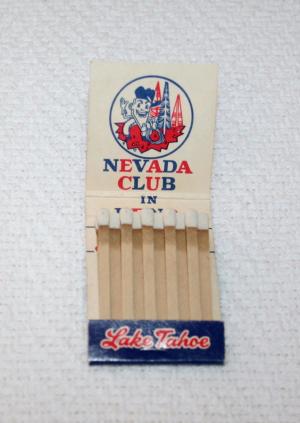 NEVADA
CLUB
IN
Lake Tahoe